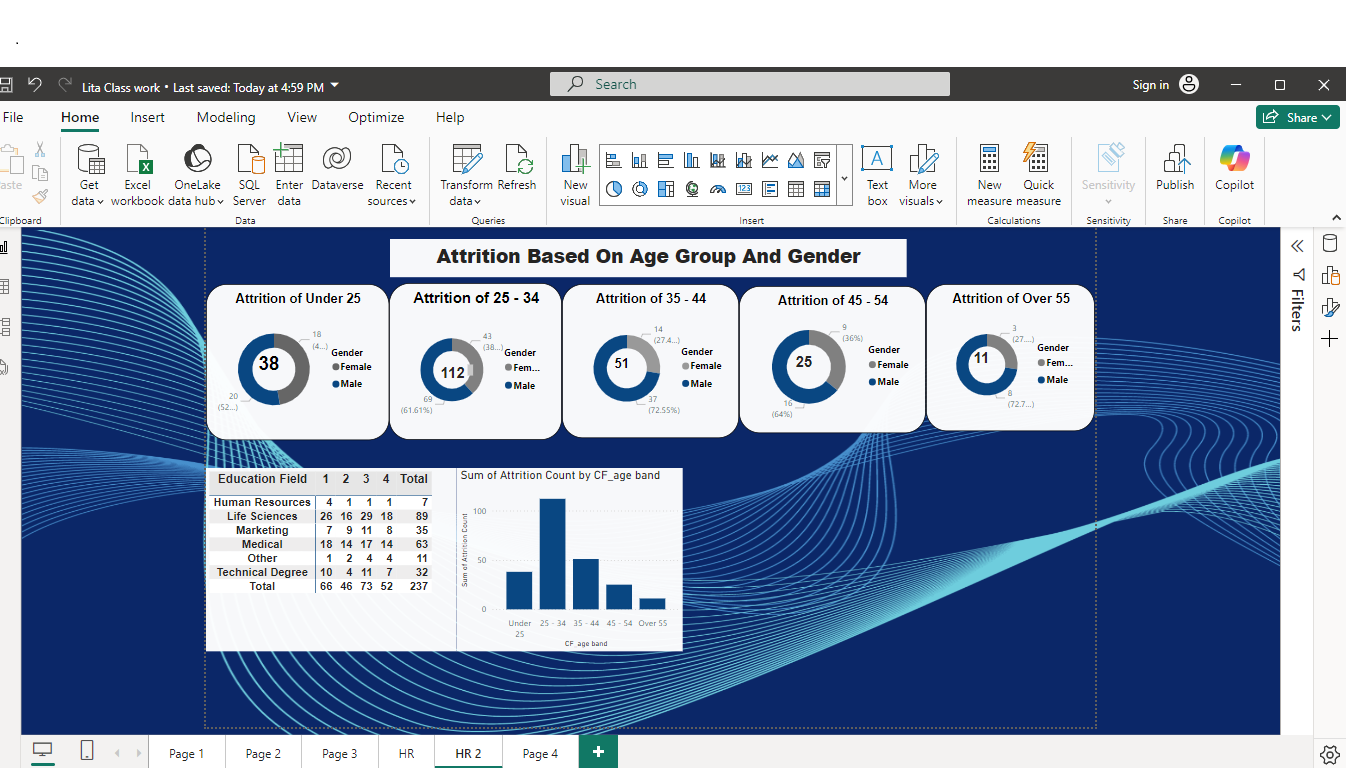 .
Lita Class work • Last saved: Today at 4:59 PM
Search
Sign in
File Home Insert Modeling View Optimize Help
Share
Get data
Excel workbook
OneLake data hub
SQL Server
Enter data
Dataverse
Recent sources
Transform data
Refresh
New visual
Text box
More visuals
New measure
Quick measure
Sensitivity
Publish
Copilot
Data
Queries
Insert
Calculations
Sensitivity
Share
Copilot
Attrition Based On Age Group And Gender
Attrition of Under 25
18
(4...)
38
20
(52...)
Gender
Female
Male
Attrition of 25 - 34
43
(38...)
112
69
(61.61%)
Gender
Fem...
Male
Attrition of 35 - 44
14
(27.4...)
51
37
(72.55%)
Gender
Female
Male
Attrition of 45 - 54
9
(36%)
25
16
(64%)
Gender
Female
Male
Attrition of Over 55
3
(27....)
11
8
(72.7...)
Gender
Fem...
Male
Education Field 1 2 3 4 Total
Human Resources 4 1 1 1 7
Life Sciences 26 16 29 18 89
Marketing 7 9 11 8 35
Medical 18 14 17 14 63
Other 1 2 4 4 11
Technical Degree 10 4 11 7 32
Total 66 46 73 52 237
Sum of Attrition Count by CF_age band
Sum of Attrition Count
100
50
0
Under 25
25 - 34
35 - 44
45 - 54
Over 55
CF_age band
Filters
Page 1 Page 2 Page 3 HR HR 2 Page 4 +